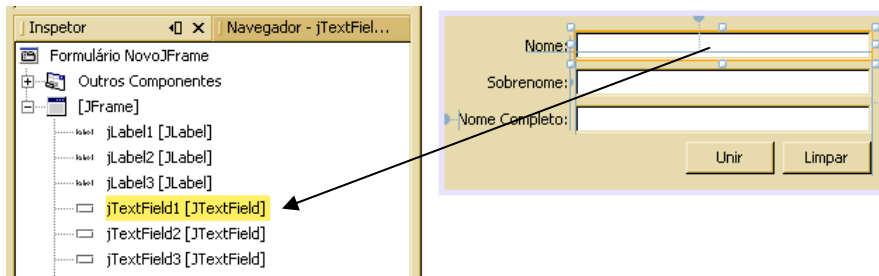 Inspetor
Navegador - jTextFiel...
Formulário NovoJFrame
Outros Componentes
[JFrame]
jLabel1 [JLabel]
jLabel2 [JLabel]
jLabel3 [JLabel]
jTextField1 [JTextField]
jTextField2 [JTextField]
jTextField3 [JTextField]
Nome:
Sobrenome:
Nome Completo:
Unir
Limpar